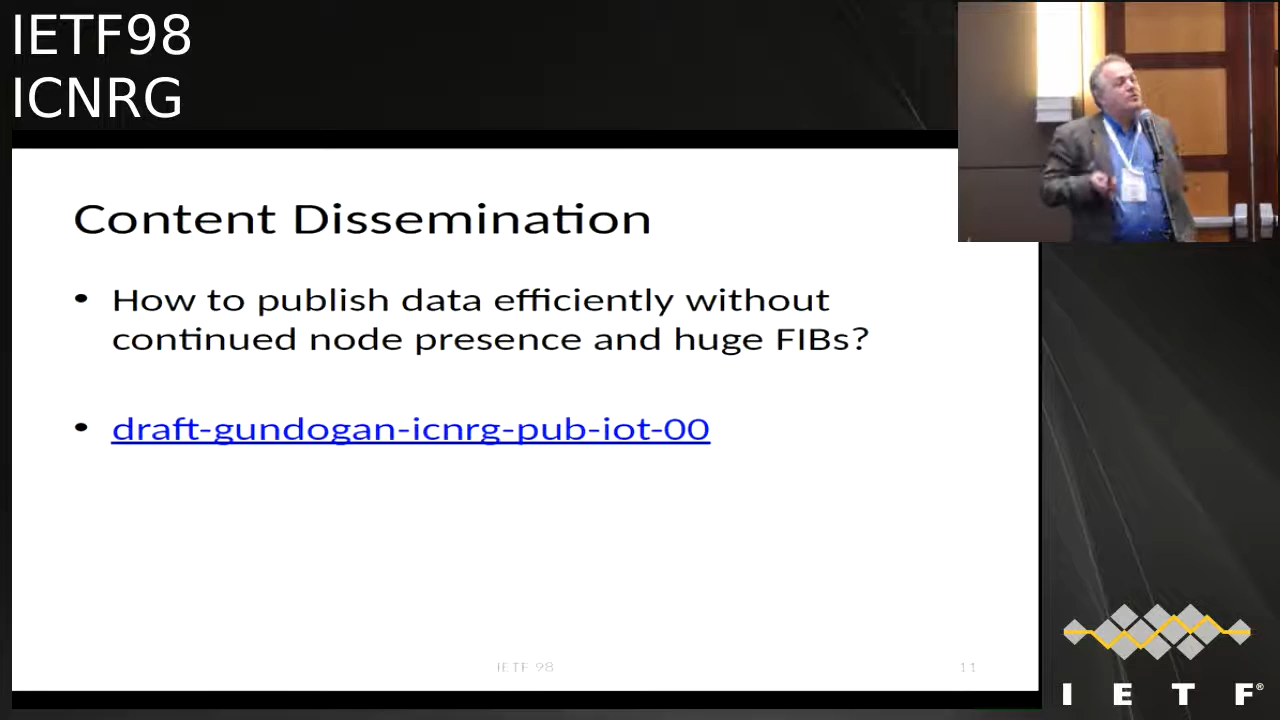 IETF98
ICNRG
Content Dissemination
• How to publish data efficiently without
continued node presence and huge FIBs?
• draft-gundogan-icnrg-pub-iot-00
IETF 98
11
I E T F®